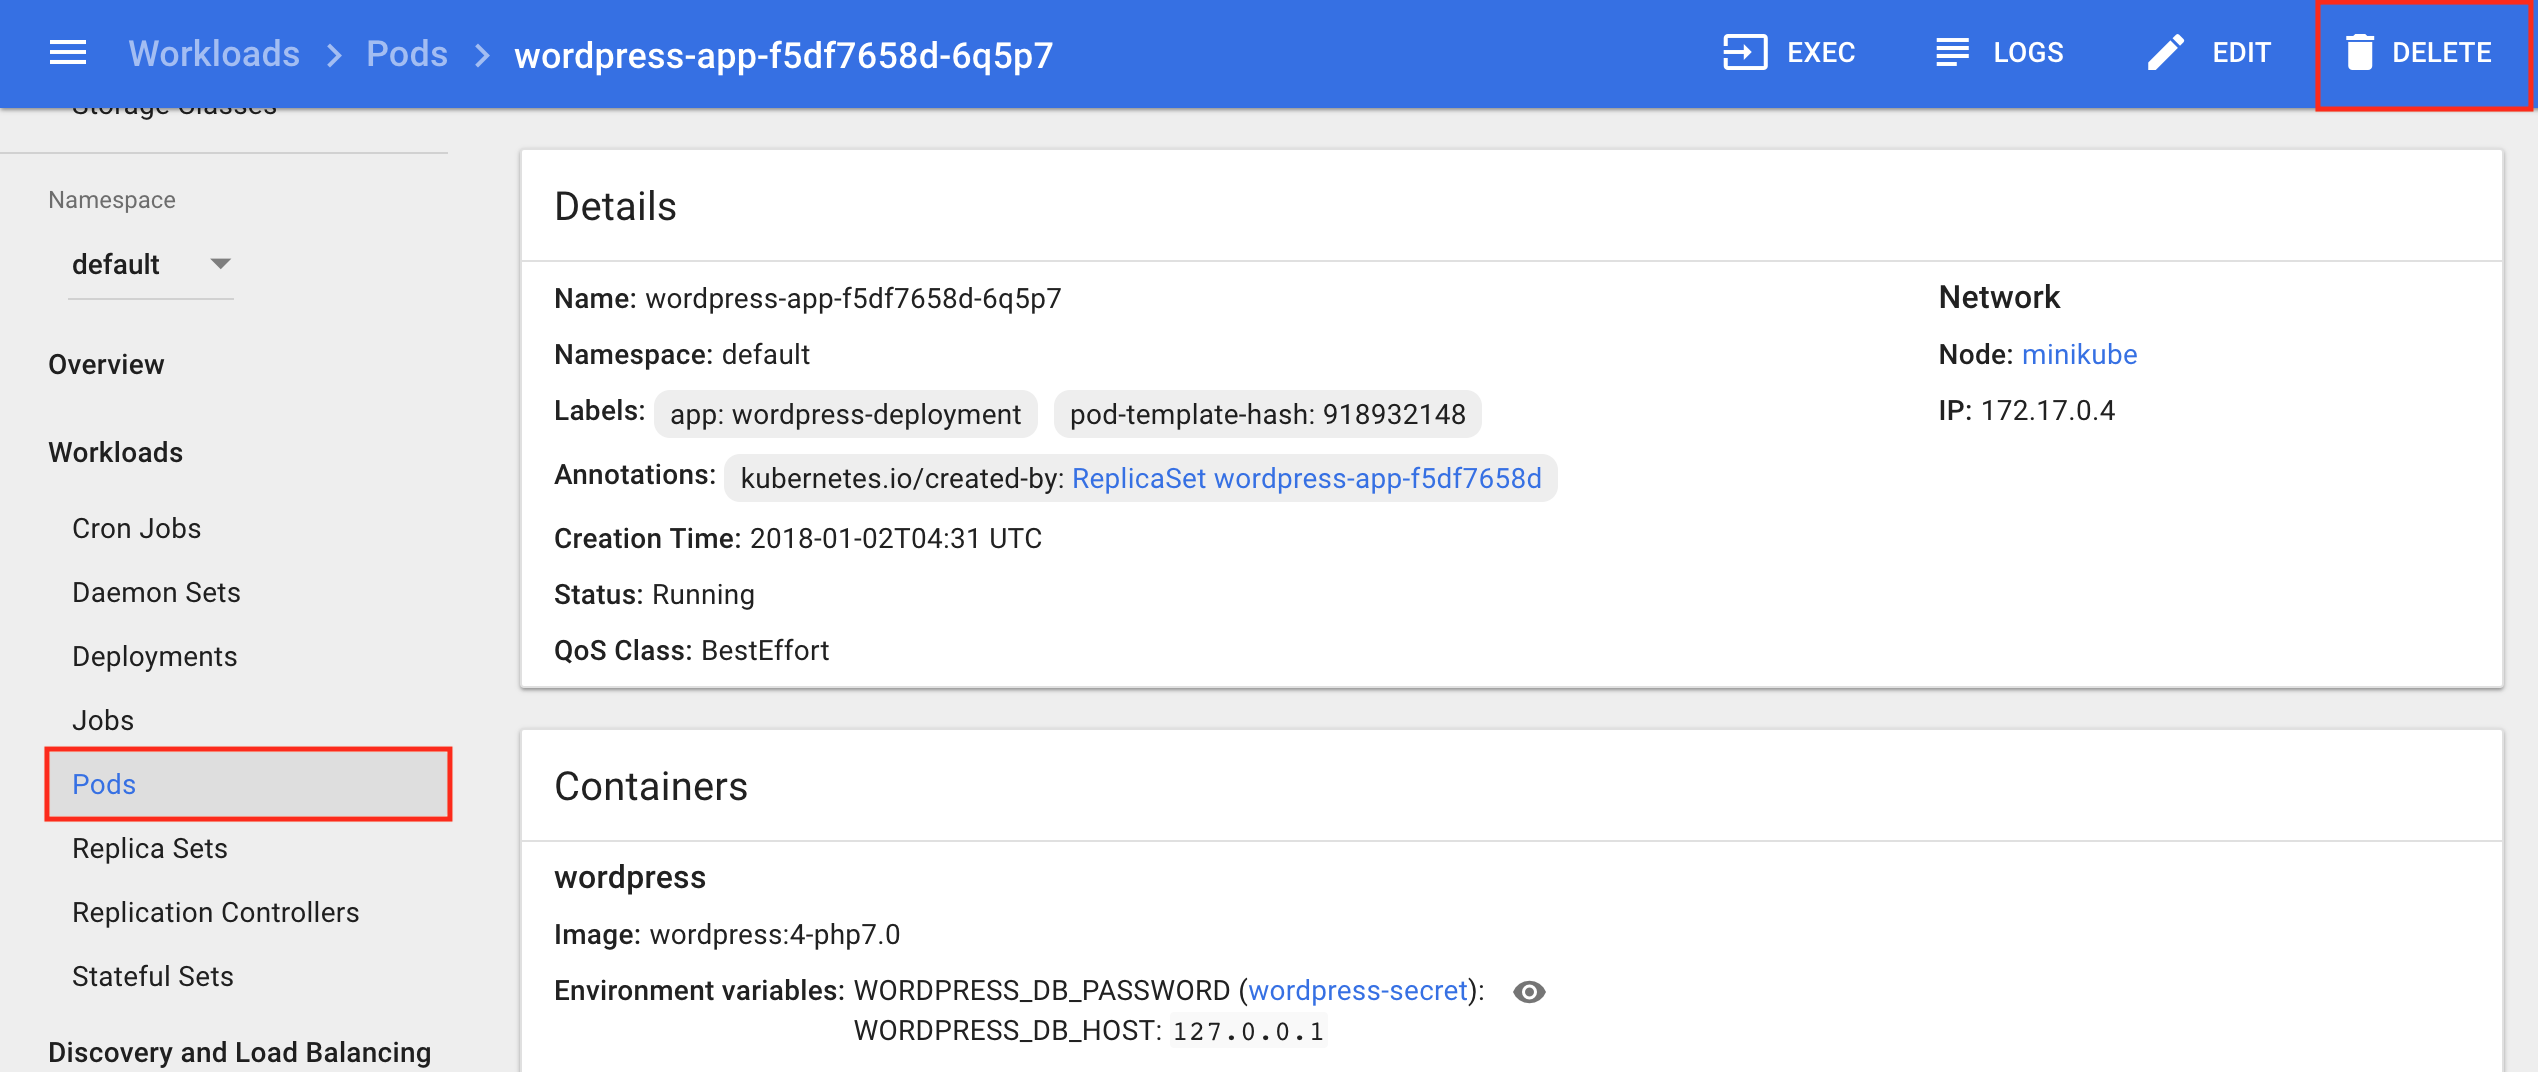 Workloads > Pods > wordpress-app-f5df7658d-6q5p7 EXEC LOGS EDIT DELETE
Storage Classes
Namespace
default
Overview
Workloads
Cron Jobs
Daemon Sets
Deployments
Jobs
Pods
Replica Sets
Replication Controllers
Stateful Sets
Discovery and Load Balancing
Details
Name: wordpress-app-f5df7658d-6q5p7
Namespace: default
Labels: app: wordpress-deployment pod-template-hash: 918932148
Annotations: kubernetes.io/created-by: ReplicaSet wordpress-app-f5df7658d
Creation Time: 2018-01-02T04:31 UTC
Status: Running
QoS Class: BestEffort
Network
Node: minikube
IP: 172.17.0.4
Containers
wordpress
Image: wordpress:4-php7.0
Environment variables: WORDPRESS_DB_PASSWORD (wordpress-secret):
WORDPRESS_DB_HOST: 127.0.0.1